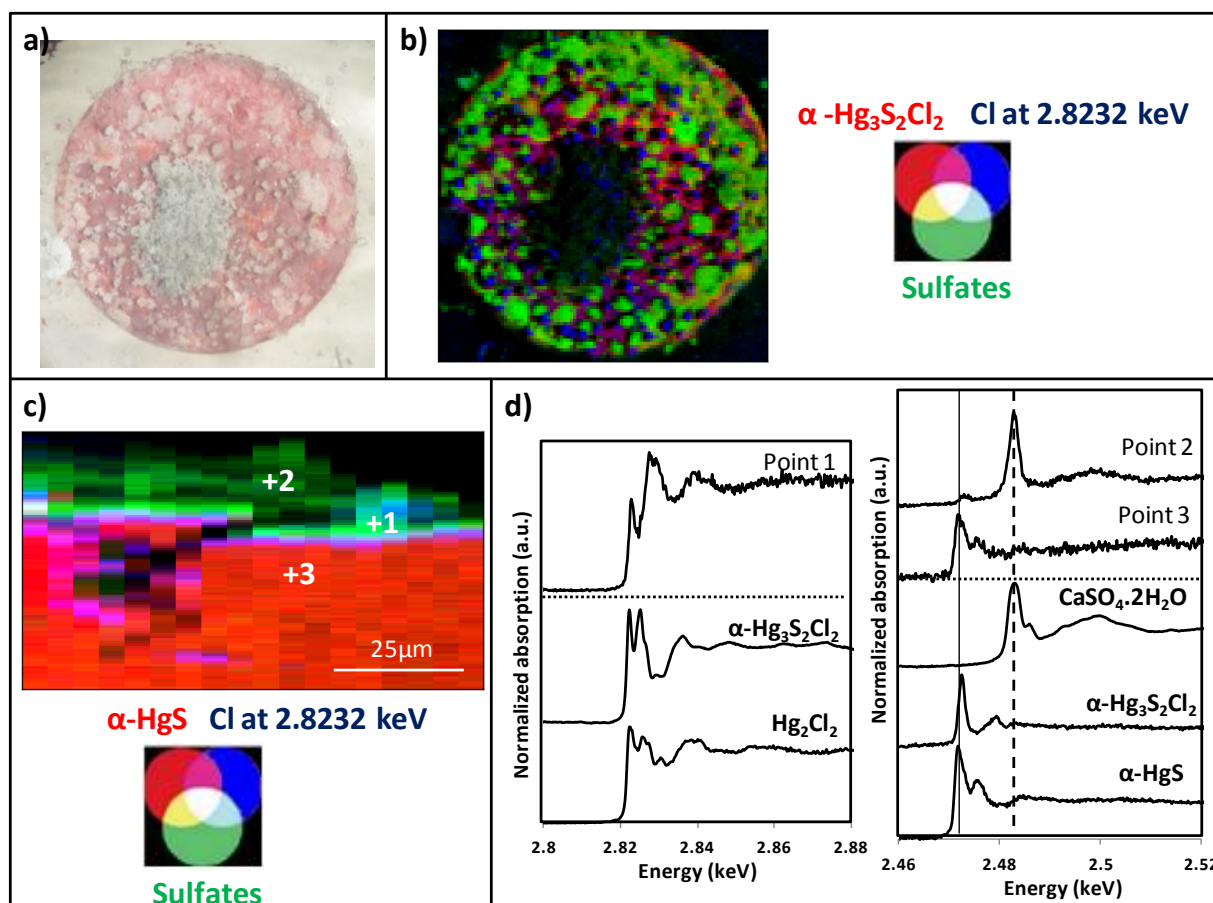 a)
b)
α -Hg₃S₂Cl₂ Cl at 2.8232 keV
Sulfates
c)
+2
+1
+3
25µm
α-HgS Cl at 2.8232 keV
Sulfates
d)
Normalized absorption (a.u.)
Point 1
α-Hg₃S₂Cl₂
Hg₂Cl₂
2.8 2.82 2.84 2.86 2.88
Energy (keV)
Normalized absorption (a.u.)
Point 2
Point 3
CaSO₄.2H₂O
α-Hg₃S₂Cl₂
α-HgS
2.46 2.48 2.5 2.52
Energy (keV)